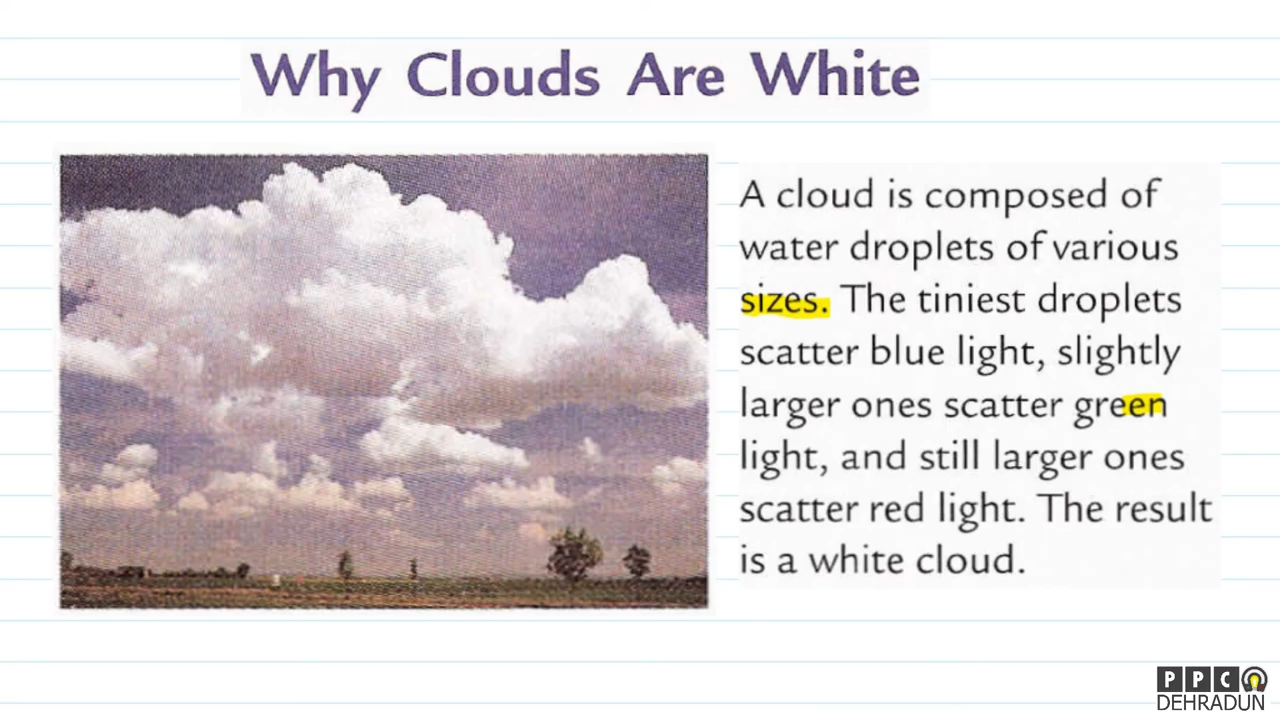 Why Clouds Are White
A cloud is composed of
water droplets of various
sizes. The tiniest droplets
scatter blue light, slightly
larger ones scatter green
light, and still larger ones
scatter red light. The result
is a white cloud.
PPC
DEHRADUN